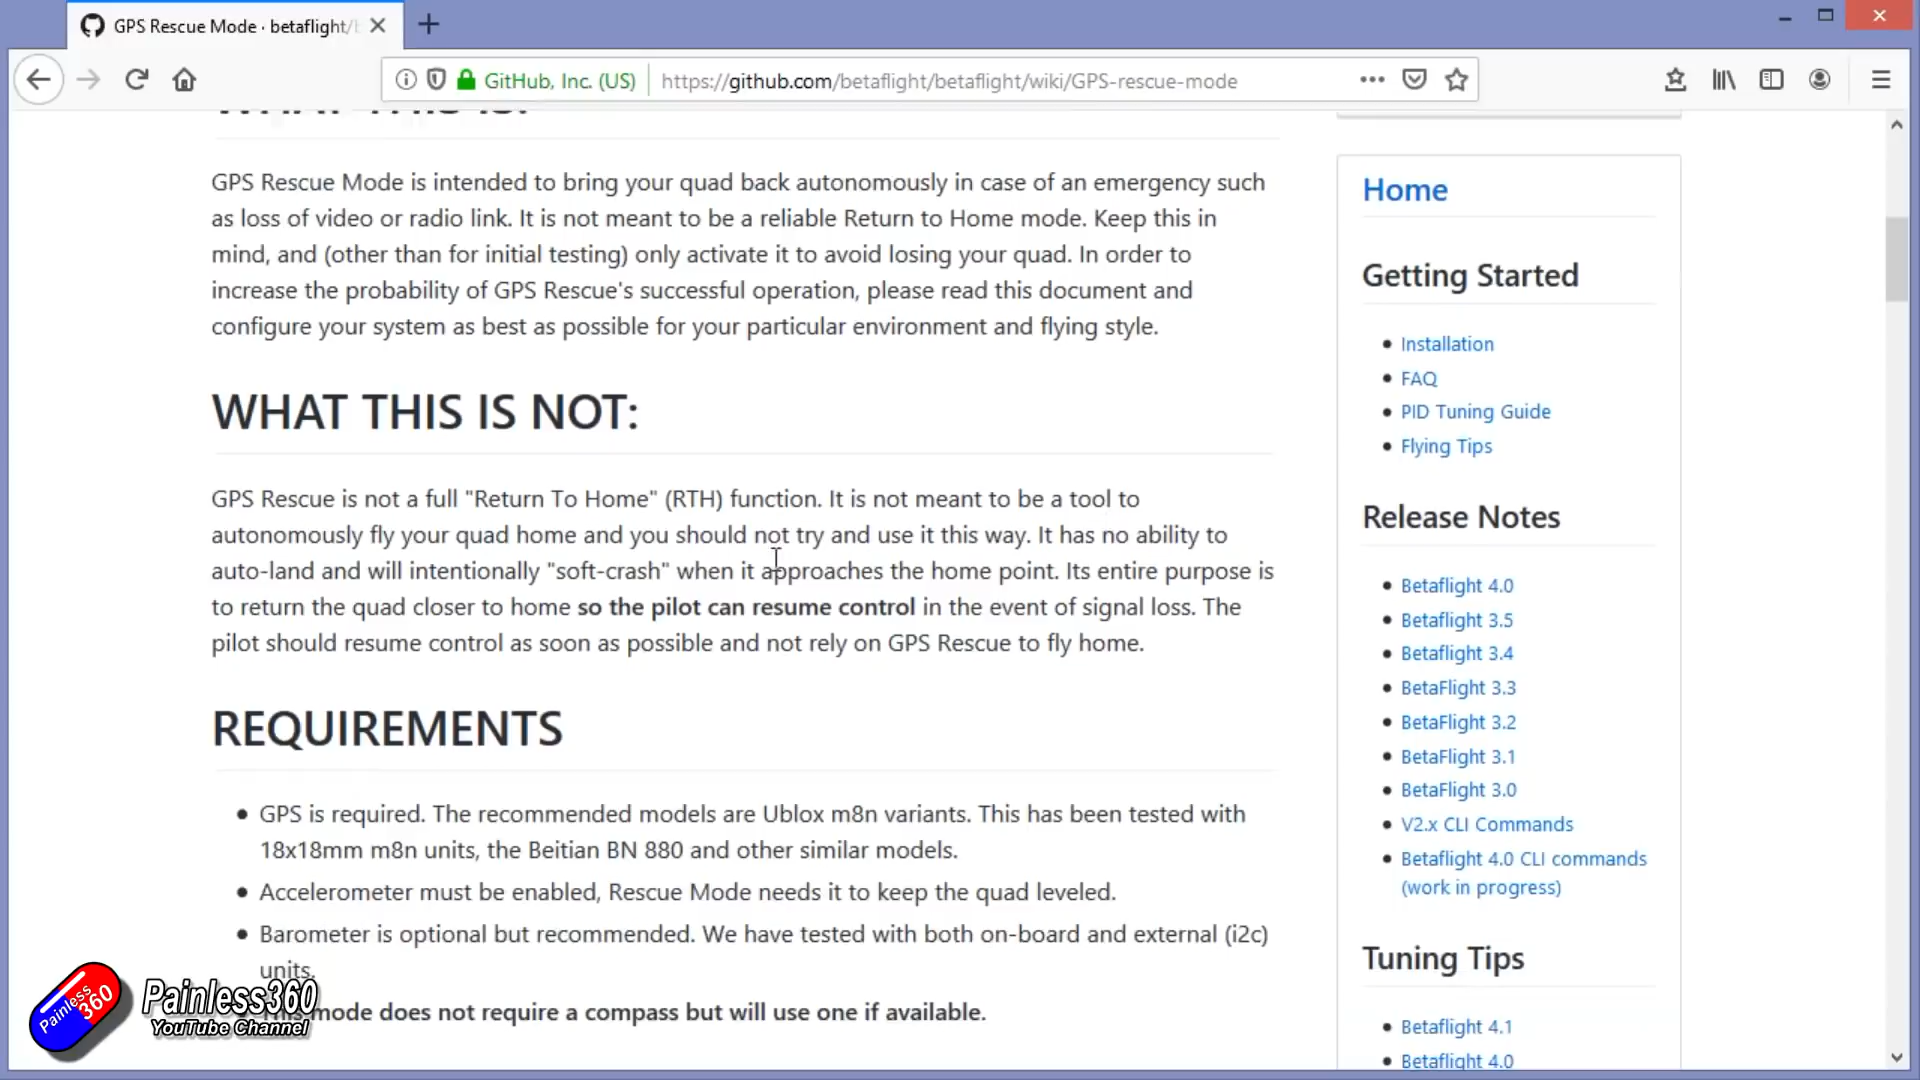 GPS Rescue Mode · betaflight/
GitHub, Inc. (US)
https://github.com/betaflight/betaflight/wiki/GPS-rescue-mode
WHAT THIS IS:
GPS Rescue Mode is intended to bring your quad back autonomously in case of an emergency such
as loss of video or radio link. It is not meant to be a reliable Return to Home mode. Keep this in
mind, and (other than for initial testing) only activate it to avoid losing your quad. In order to
increase the probability of GPS Rescue's successful operation, please read this document and
configure your system as best as possible for your particular environment and flying style.
WHAT THIS IS NOT:
GPS Rescue is not a full "Return To Home" (RTH) function. It is not meant to be a tool to
autonomously fly your quad home and you should not try and use it this way. It has no ability to
auto-land and will intentionally "soft-crash" when it approaches the home point. Its entire purpose is
to return the quad closer to home so the pilot can resume control in the event of signal loss. The
pilot should resume control as soon as possible and not rely on GPS Rescue to fly home.
REQUIREMENTS
GPS is required. The recommended models are Ublox m8n variants. This has been tested with
18x18mm m8n units, the Beitian BN 880 and other similar models.
Accelerometer must be enabled, Rescue Mode needs it to keep the quad leveled.
Barometer is optional but recommended. We have tested with both on-board and external (i2c)
units.
This mode does not require a compass but will use one if available.
Home
Getting Started
Installation
FAQ
PID Tuning Guide
Flying Tips
Release Notes
Betaflight 4.0
Betaflight 3.5
Betaflight 3.4
BetaFlight 3.3
BetaFlight 3.2
BetaFlight 3.1
BetaFlight 3.0
V2.x CLI Commands
Betaflight 4.0 CLI commands
(work in progress)
Tuning Tips
Betaflight 4.1
Betaflight 4.0
Painless
360
Painless360
YouTube Channel